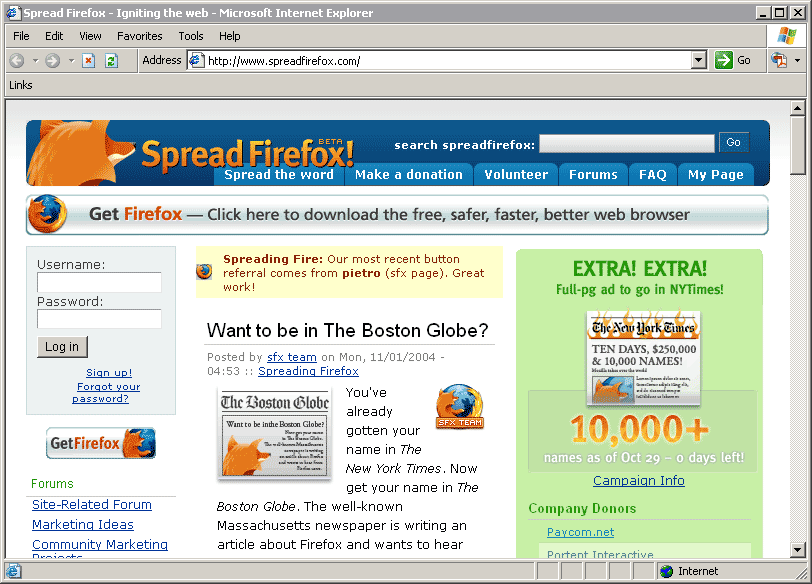 Spread Firefox - Igniting the web - Microsoft Internet Explorer
File Edit View Favorites Tools Help
Address http://www.spreadfirefox.com/ Go
Links
Spread Firefox! BETA
search spreadfirefox: Go
Spread the word Make a donation Volunteer Forums FAQ My Page
Get Firefox — Click here to download the free, safer, faster, better web browser
Username:
Password:
Log in
Sign up!
Forgot your
password?
GetFirefox
Forums
Site-Related Forum
Marketing Ideas
Community Marketing
Projects
Spreading Fire: Our most recent button
referral comes from pietro (sfx page). Great
work!
Want to be in The Boston Globe?
Posted by sfx team on Mon, 11/01/2004 -
04:53 :: Spreading Firefox
The Boston Globe
Want to be in the Boston Globe?
SFX TEAM
You've
already
gotten your
name in The
New York Times. Now
get your name in The
Boston Globe. The well-known
Massachusetts newspaper is writing an
article about Firefox and wants to hear
EXTRA! EXTRA!
Full-pg ad to go in NYTimes!
The New York Times
TEN DAYS, $250,000
& 10,000 NAMES!
Mozilla takes over the world
10,000+
names as of Oct 29 – 0 days left!
Campaign Info
Company Donors
Paycom.net
Portent Interactive
Internet